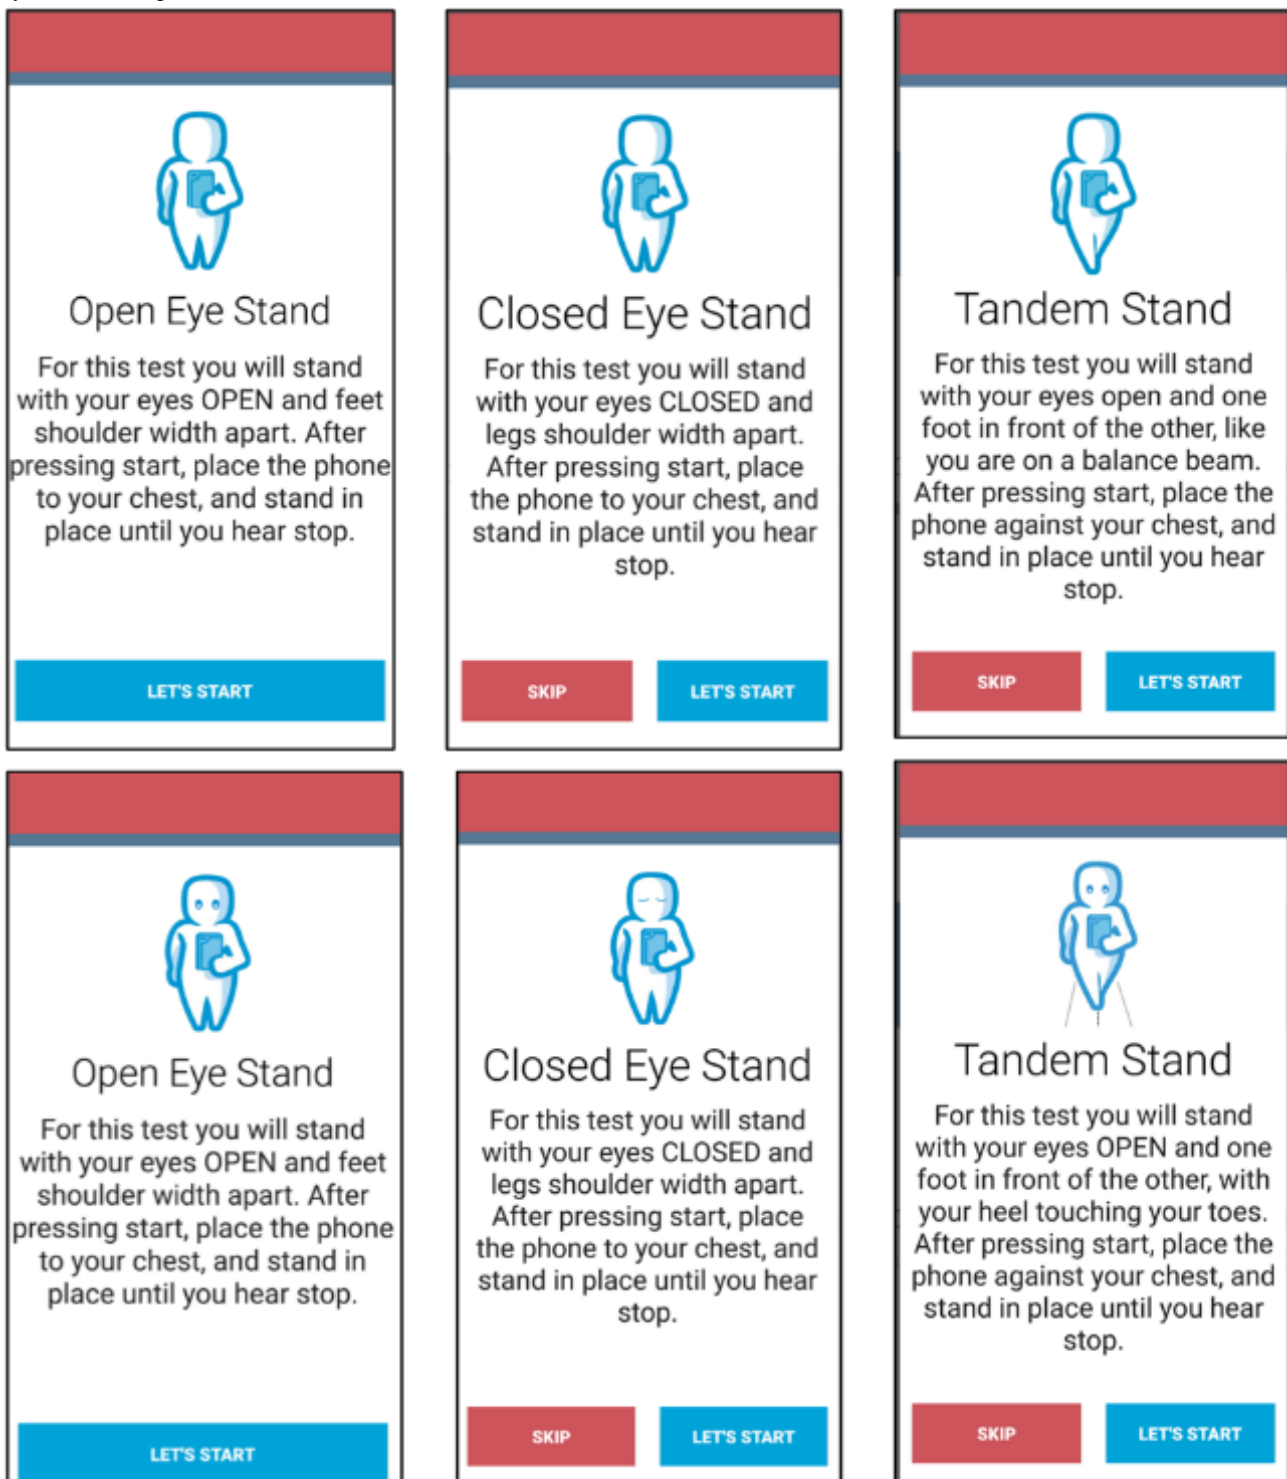 Open Eye Stand
For this test you will stand
with your eyes OPEN and feet
shoulder width apart. After
pressing start, place the phone
to your chest, and stand in
place until you hear stop.
LET'S START
Closed Eye Stand
For this test you will stand
with your eyes CLOSED and
legs shoulder width apart.
After pressing start, place
the phone to your chest, and
stand in place until you hear
stop.
SKIP
LET'S START
Tandem Stand
For this test you will stand
with your eyes open and one
foot in front of the other, like
you are on a balance beam.
After pressing start, place the
phone against your chest, and
stand in place until you hear
stop.
SKIP
LET'S START
Open Eye Stand
For this test you will stand
with your eyes OPEN and feet
shoulder width apart. After
pressing start, place the phone
to your chest, and stand in
place until you hear stop.
LET'S START
Closed Eye Stand
For this test you will stand
with your eyes CLOSED and
legs shoulder width apart.
After pressing start, place
the phone to your chest, and
stand in place until you hear
stop.
SKIP
LET'S START
Tandem Stand
For this test you will stand
with your eyes OPEN and one
foot in front of the other, with
your heel touching your toes.
After pressing start, place the
phone against your chest, and
stand in place until you hear
stop.
SKIP
LET'S START